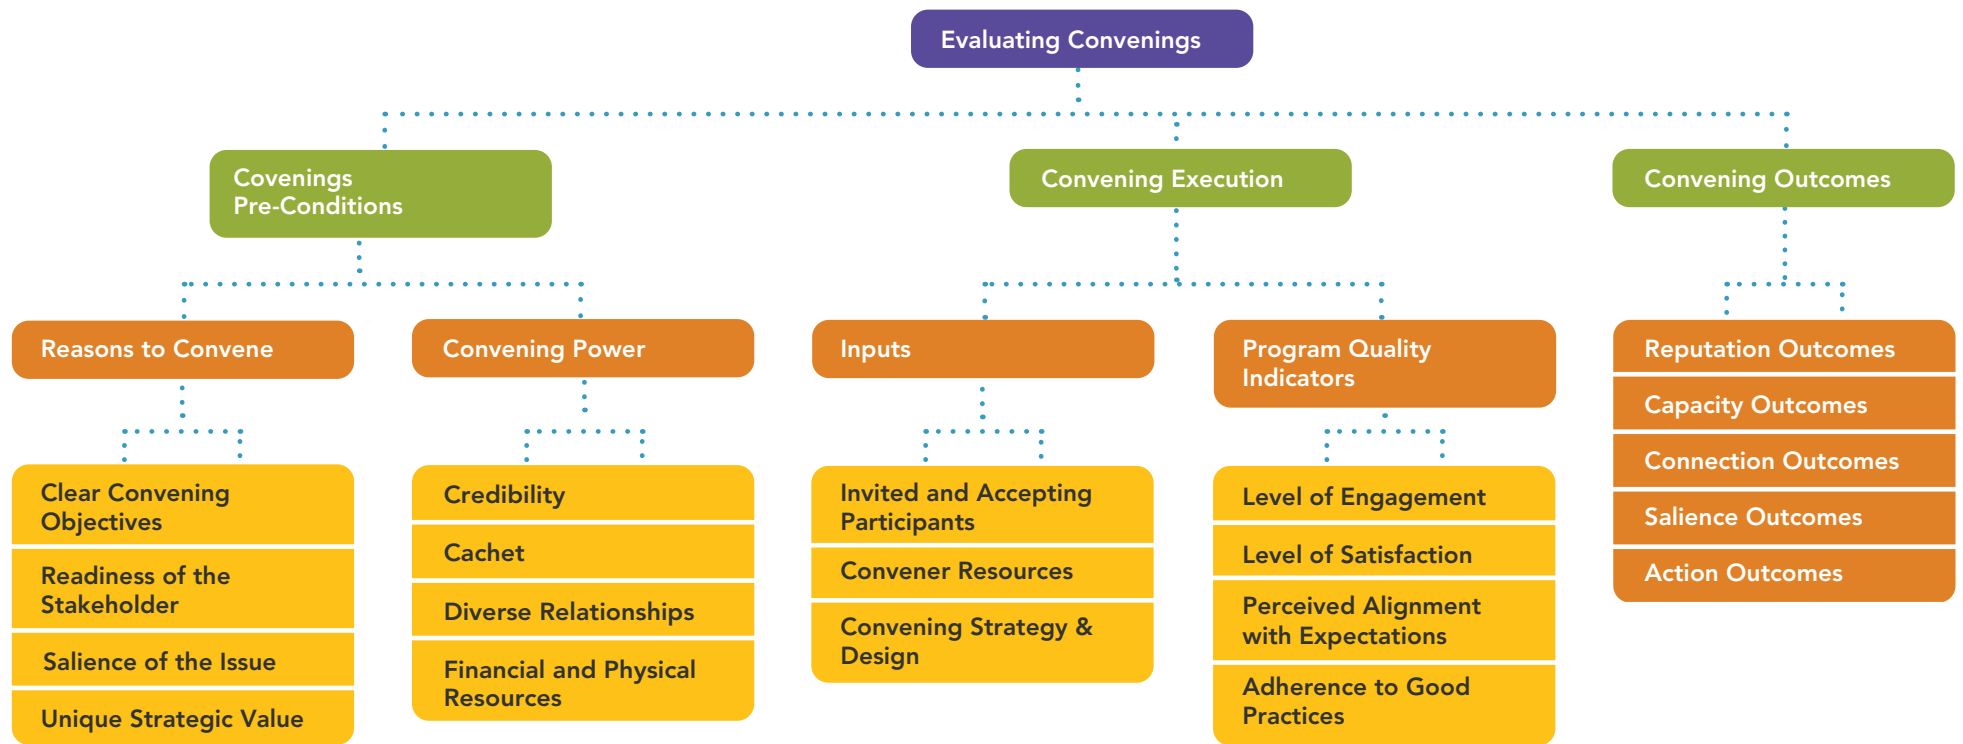 Evaluating Convenings
Covenings
Pre-Conditions
Convening Execution
Convening Outcomes
Reasons to Convene
Convening Power
Inputs
Program Quality
Indicators
Reputation Outcomes
Capacity Outcomes
Connection Outcomes
Salience Outcomes
Action Outcomes
Clear Convening
Objectives
Readiness of the
Stakeholder
Salience of the Issue
Unique Strategic Value
Credibility
Cachet
Diverse Relationships
Financial and Physical
Resources
Invited and Accepting
Participants
Convener Resources
Convening Strategy &
Design
Level of Engagement
Level of Satisfaction
Perceived Alignment
with Expectations
Adherence to Good
Practices